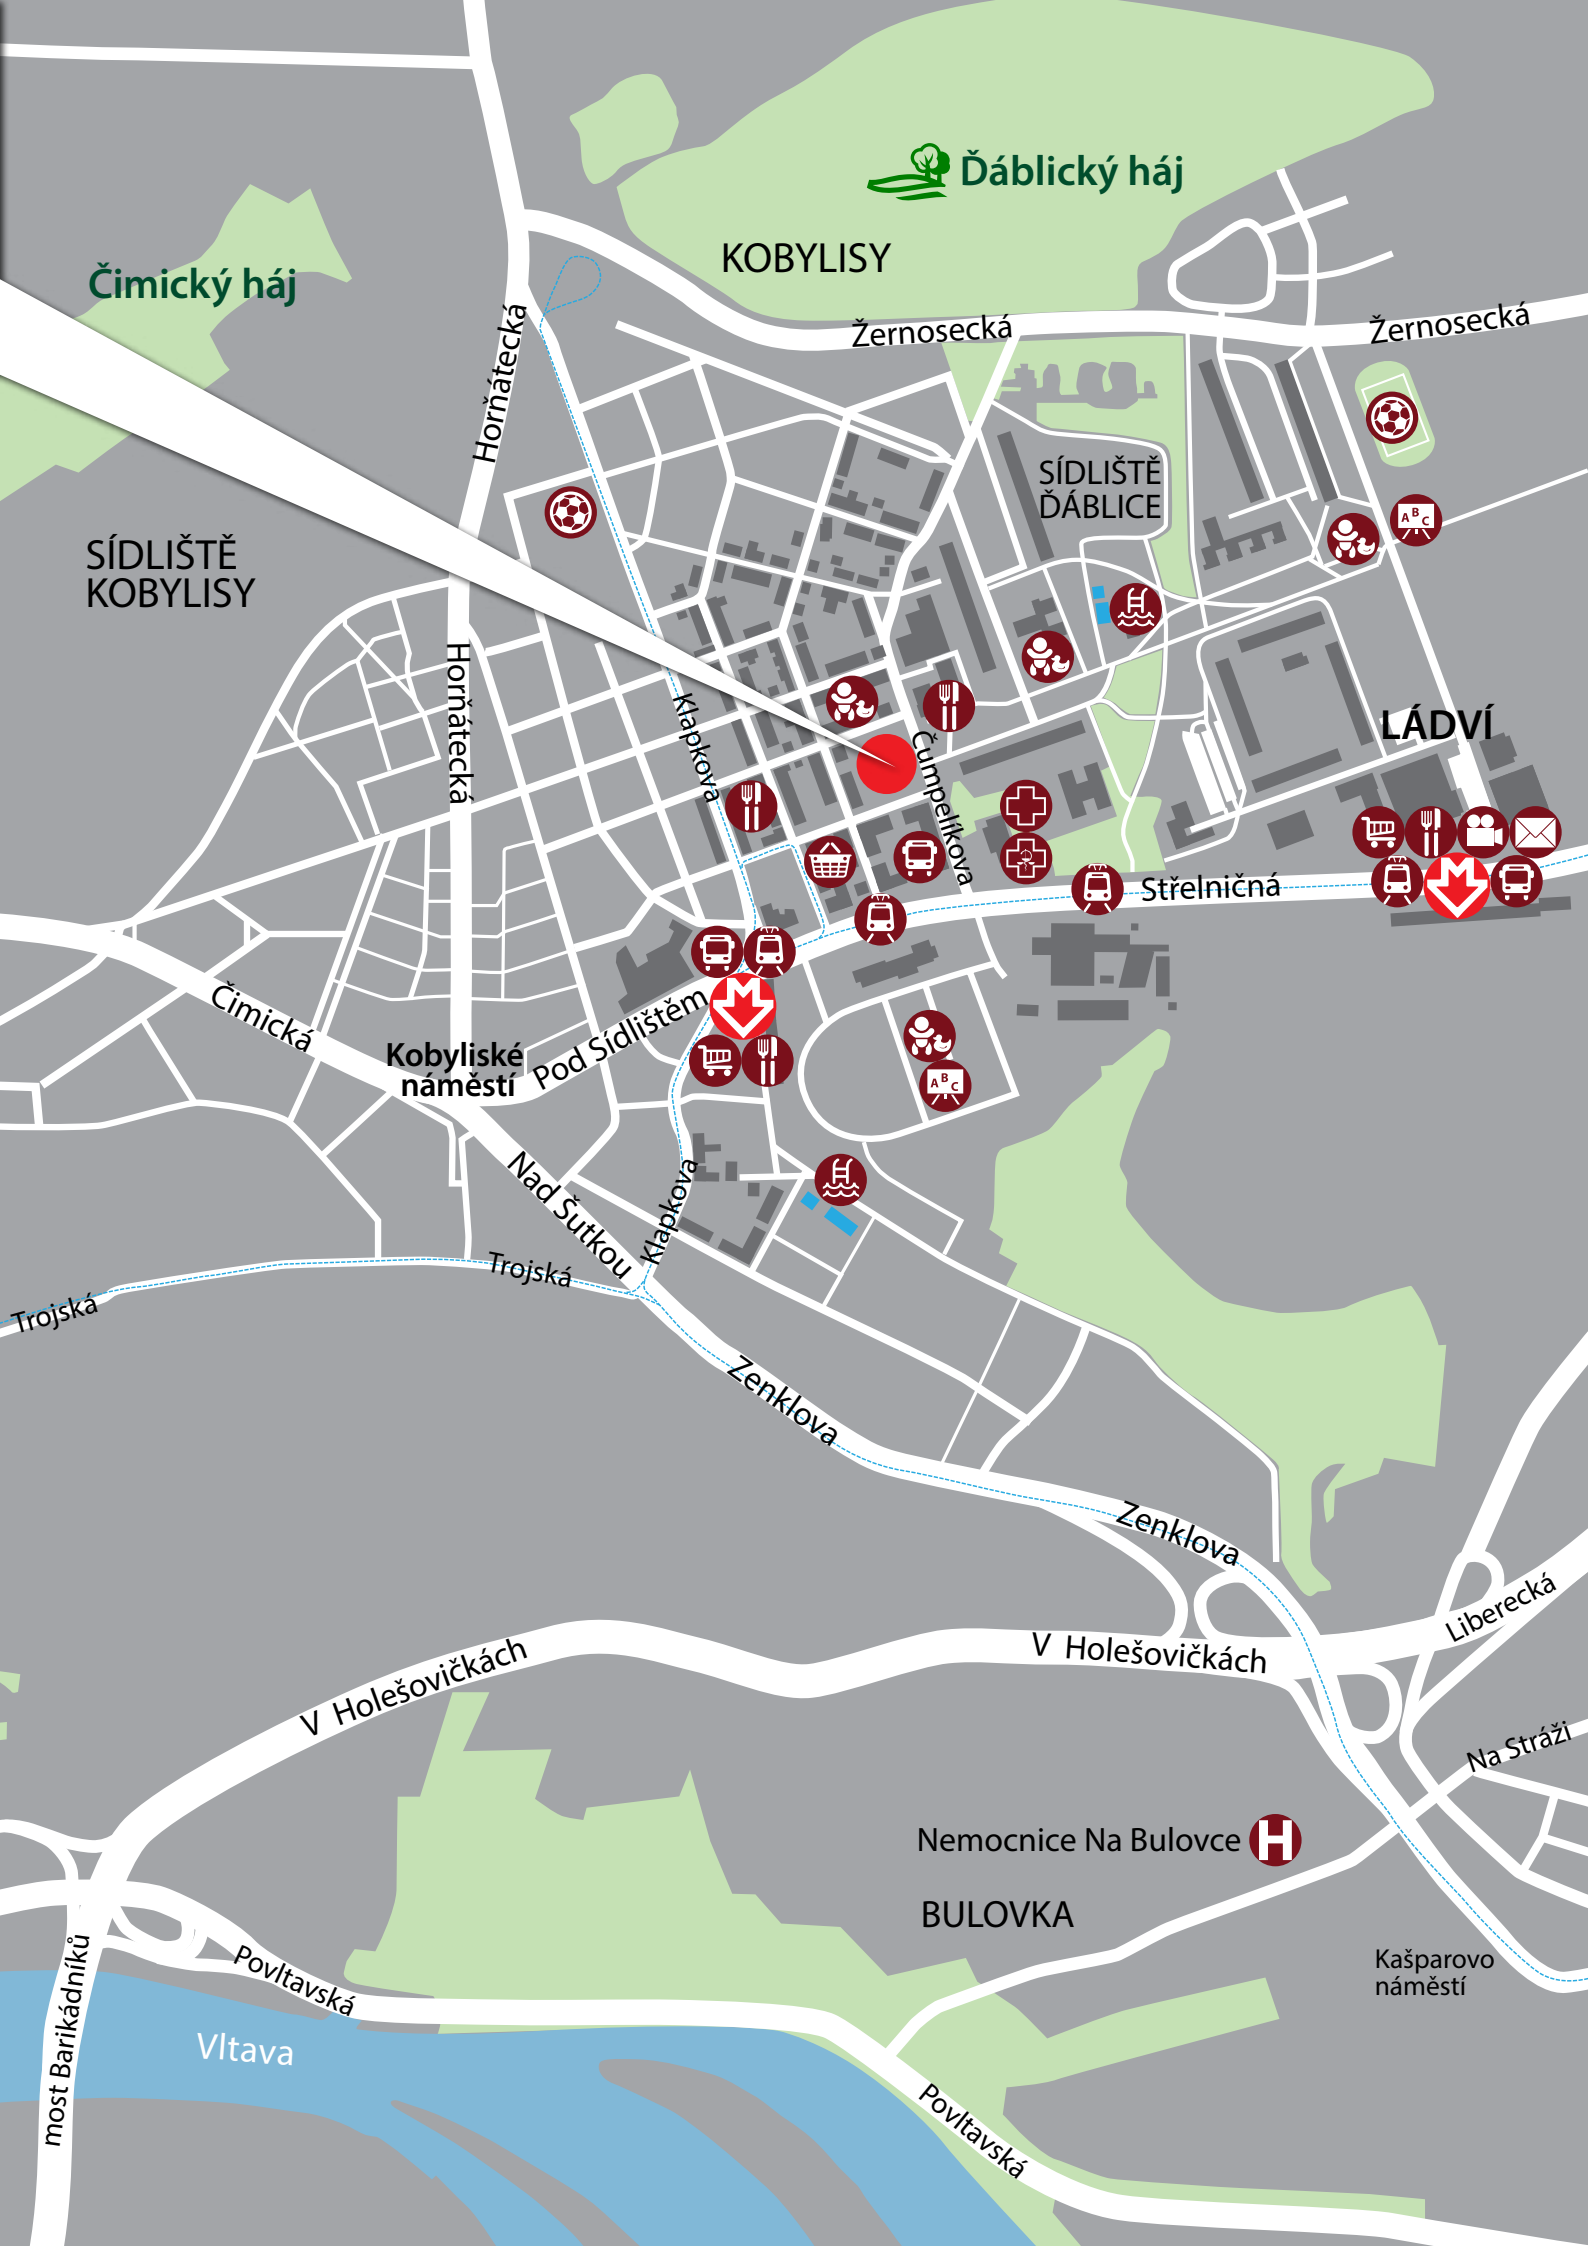 Ďáblický háj
KOBYLISY
Čimický háj
Žernosecká
Žernosecká
Horňátecká
SÍDLIŠTĚ
ĎÁBLICE
A B C
SÍDLIŠTĚ
KOBYLISY
Horňátecká
Klapkova
Čumpelíkova
LÁDVÍ
Střelničná
Čimická
Pod Sídlištěm
Kobyliské
náměstí
A B C
Nad Šutkou
Klapkova
Trojská
Trojská
Zenklova
Zenklova
Liberecká
V Holešovičkách
V Holešovičkách
Na Stráži
Nemocnice Na Bulovce H
BULOVKA
Kašparovo
náměstí
Povltavská
most Barikádníků
Vltava
Povltavská